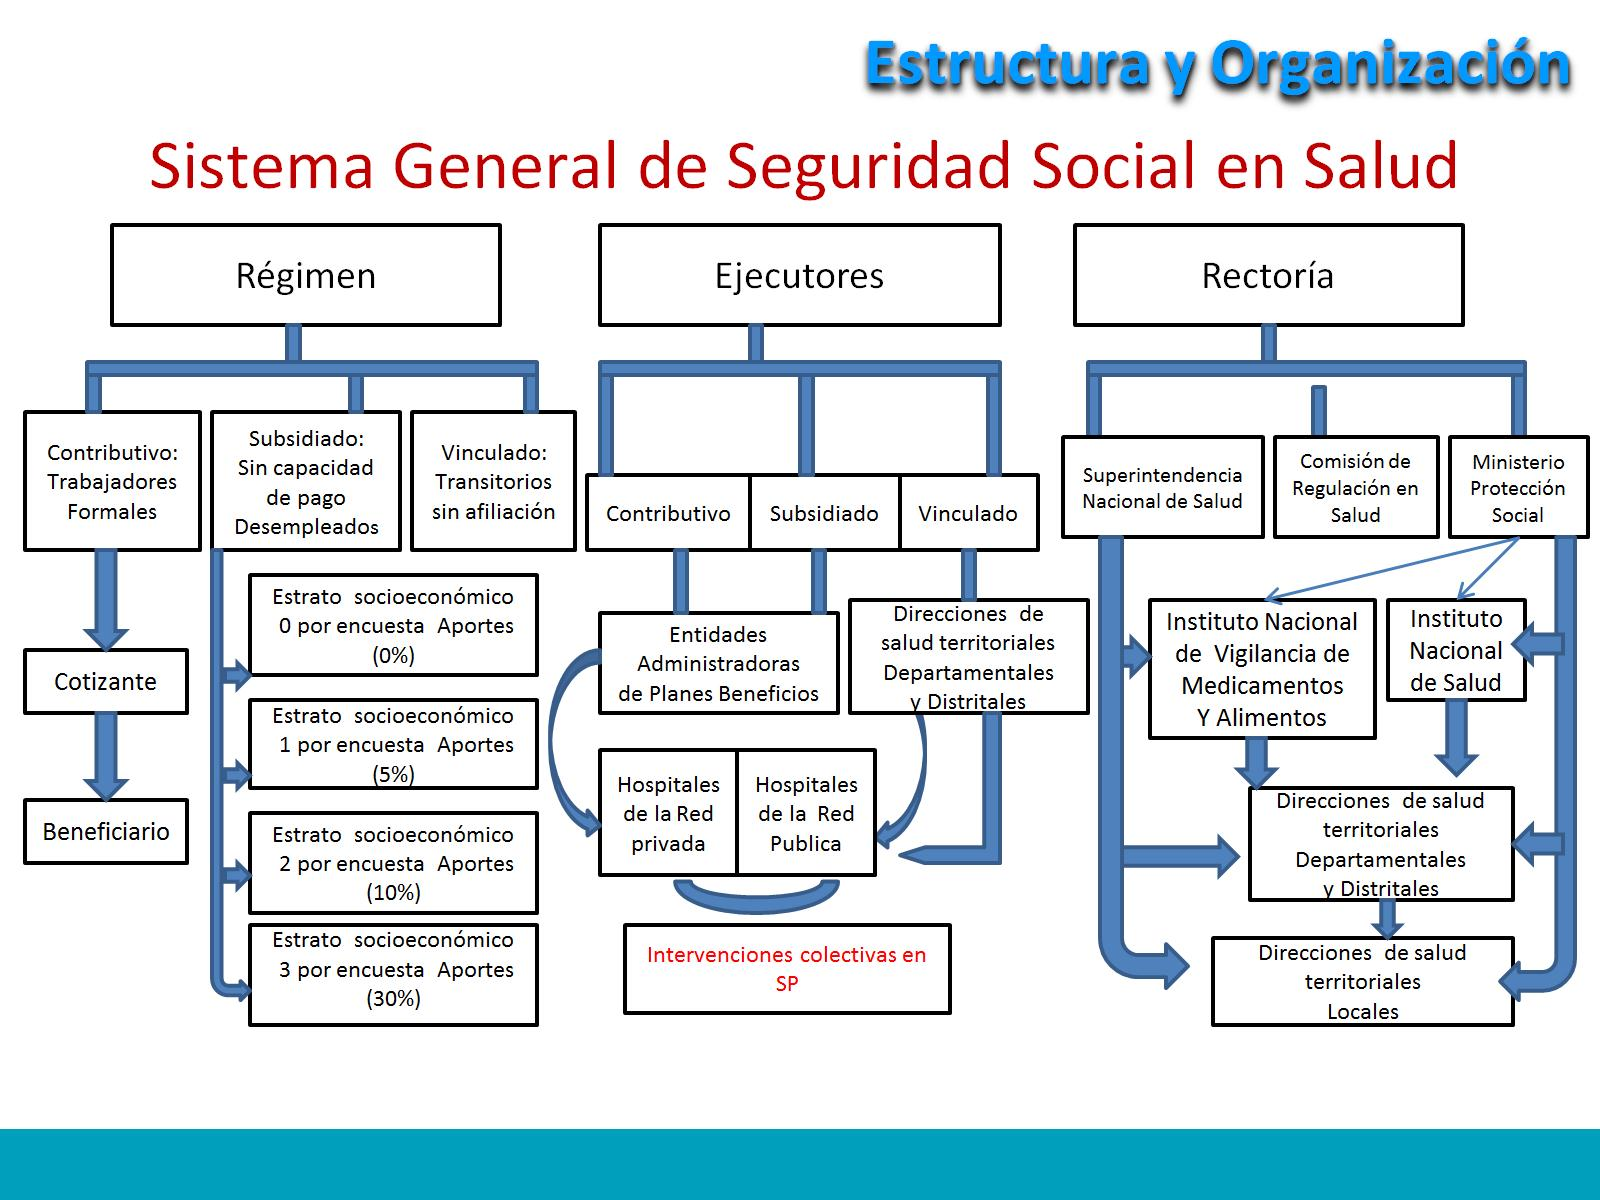 Estructura y Organización
Sistema General de Seguridad Social en Salud
Régimen
Ejecutores
Rectoría
Contributivo:
Trabajadores
Formales
Subsidiado:
Sin capacidad
de pago
Desempleados
Vinculado:
Transitorios
sin afiliación
Cotizante
Beneficiario
Estrato socioeconómico
0 por encuesta Aportes
(0%)
Estrato socioeconómico
1 por encuesta Aportes
(5%)
Estrato socioeconómico
2 por encuesta Aportes
(10%)
Estrato socioeconómico
3 por encuesta Aportes
(30%)
Contributivo
Subsidiado
Vinculado
Entidades
Administradoras
de Planes Beneficios
Direcciones de
salud territoriales
Departamentales
y Distritales
Hospitales
de la Red
privada
Hospitales
de la Red
Publica
Intervenciones colectivas en
SP
Superintendencia
Nacional de Salud
Comisión de
Regulación en
Salud
Ministerio
Protección
Social
Instituto Nacional
de Vigilancia de
Medicamentos
Y Alimentos
Instituto
Nacional
de Salud
Direcciones de salud
territoriales
Departamentales
y Distritales
Direcciones de salud
territoriales
Locales